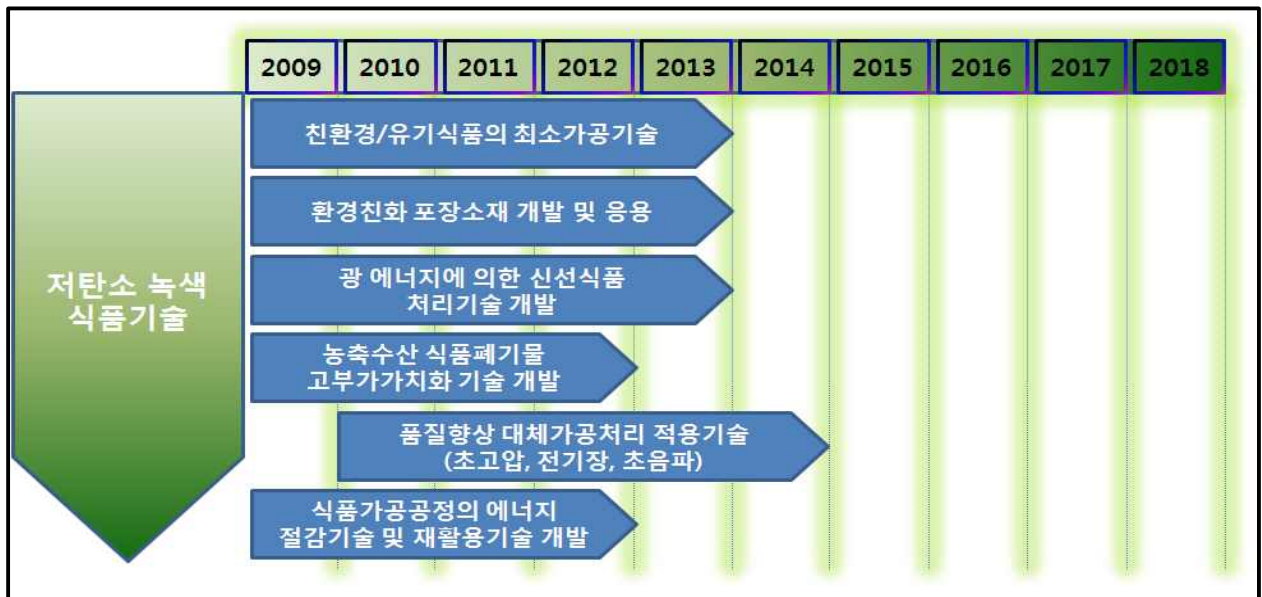 2009 2010 2011 2012 2013 2014 2015 2016 2017 2018
저탄소 녹색
식품기술
친환경/유기식품의 최소가공기술
환경친화 포장소재 개발 및 응용
광 에너지에 의한 신선식품
처리기술 개발
농축수산 식품폐기물
고부가가치화 기술 개발
품질향상 대체가공처리 적용기술
(초고압, 전기장, 초음파)
식품가공공정의 에너지
절감기술 및 재활용기술 개발